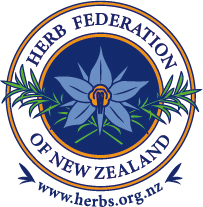 HERB FEDERATION
OF NEW ZEALAND
www.herbs.org.nz